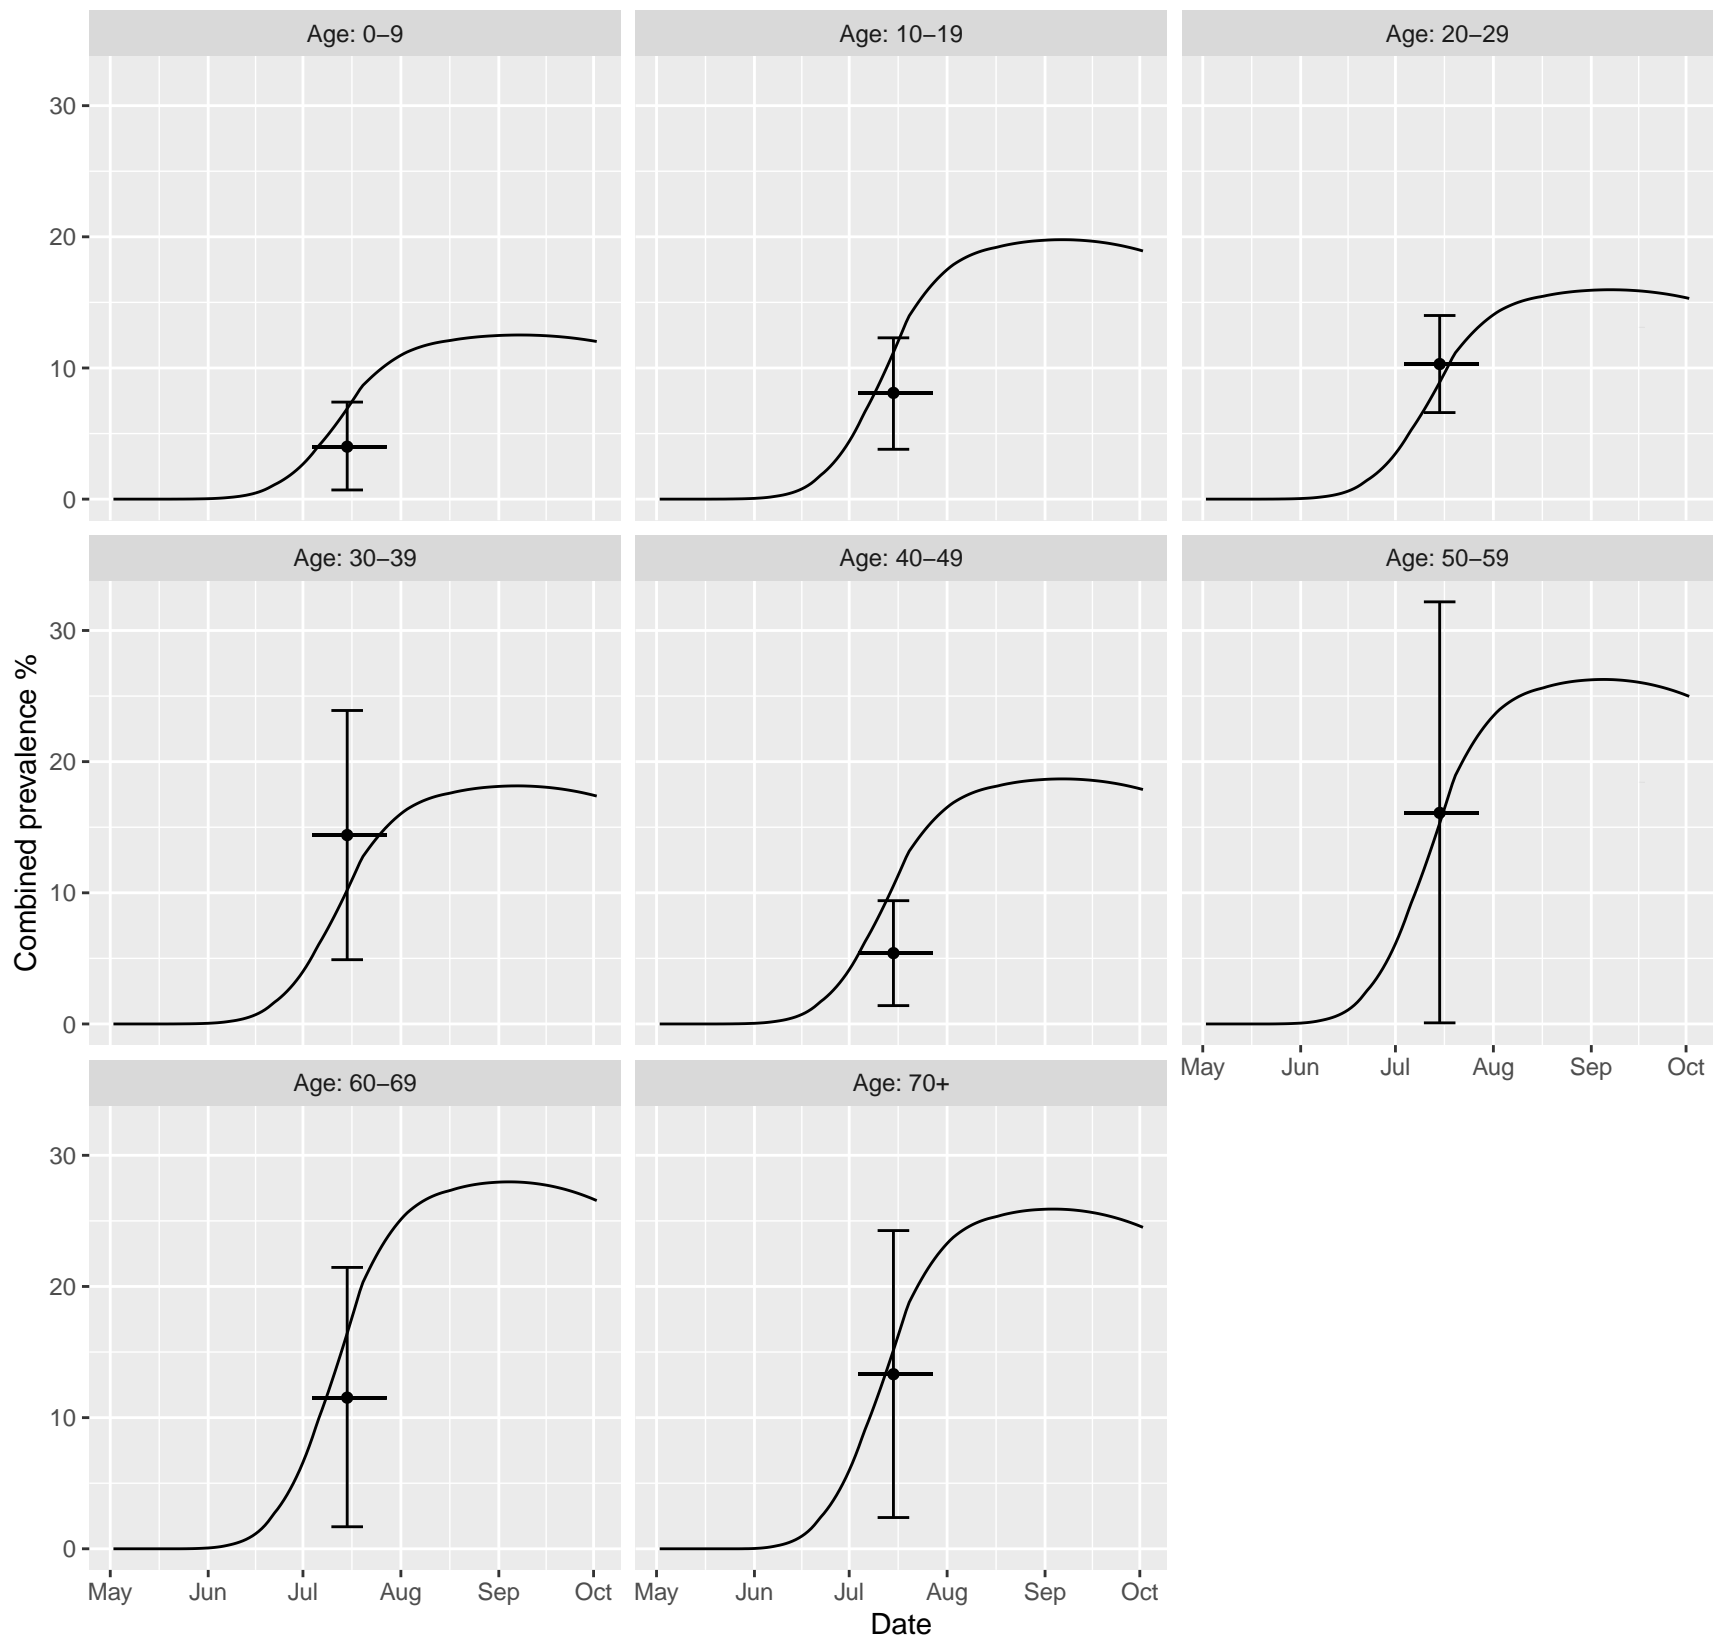 Age: 0–9
Age: 10–19
Age: 20–29
30
20
10
0
Age: 30–39
Age: 40–49
Age: 50–59
30
20
10
0
May Jun Jul Aug Sep Oct
Age: 60–69
Age: 70+
30
20
10
0
May Jun Jul Aug Sep Oct
May Jun Jul Aug Sep Oct
Date
Combined prevalence %